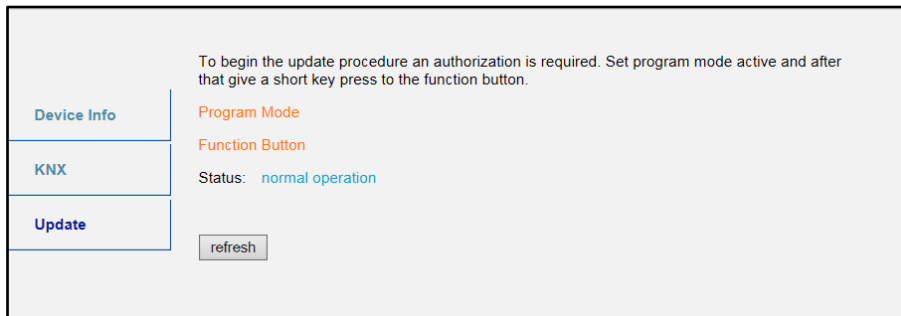 To begin the update procedure an authorization is required. Set program mode active and after
that give a short key press to the function button.
Device Info
Program Mode
Function Button
KNX
Status: normal operation
Update
refresh